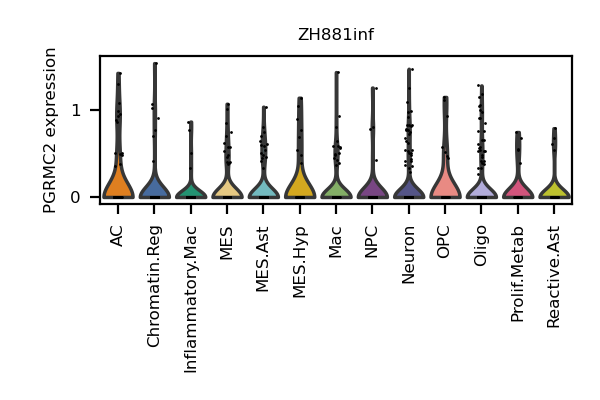 ZH881inf
PGRMC2 expression
1
0
AC
Chromatin.Reg
Inflammatory.Mac
MES
MES.Ast
MES.Hyp
Mac
NPC
Neuron
OPC
Oligo
Prolif.Metab
Reactive.Ast